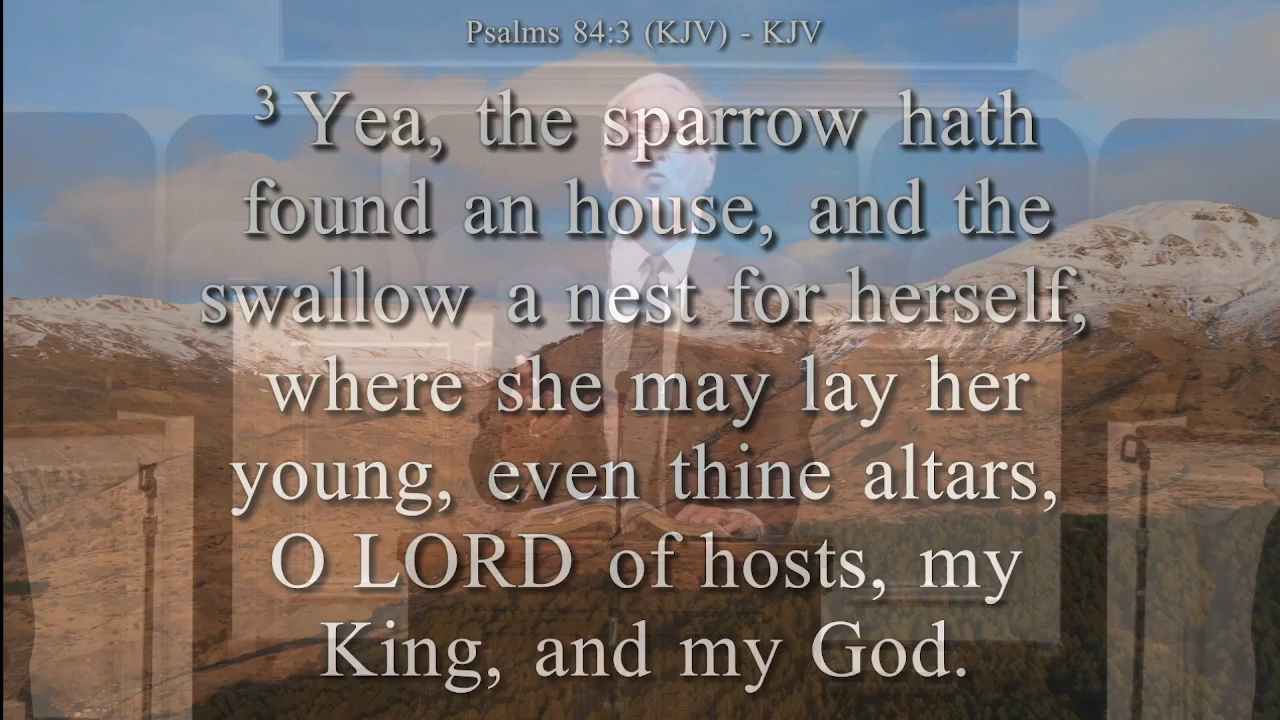 Psalms 84:3 (KJV) - KJV
3 Yea, the sparrow hath
found an house, and the
swallow a nest for herself,
where she may lay her
young, even thine altars,
O LORD of hosts, my
King, and my God.